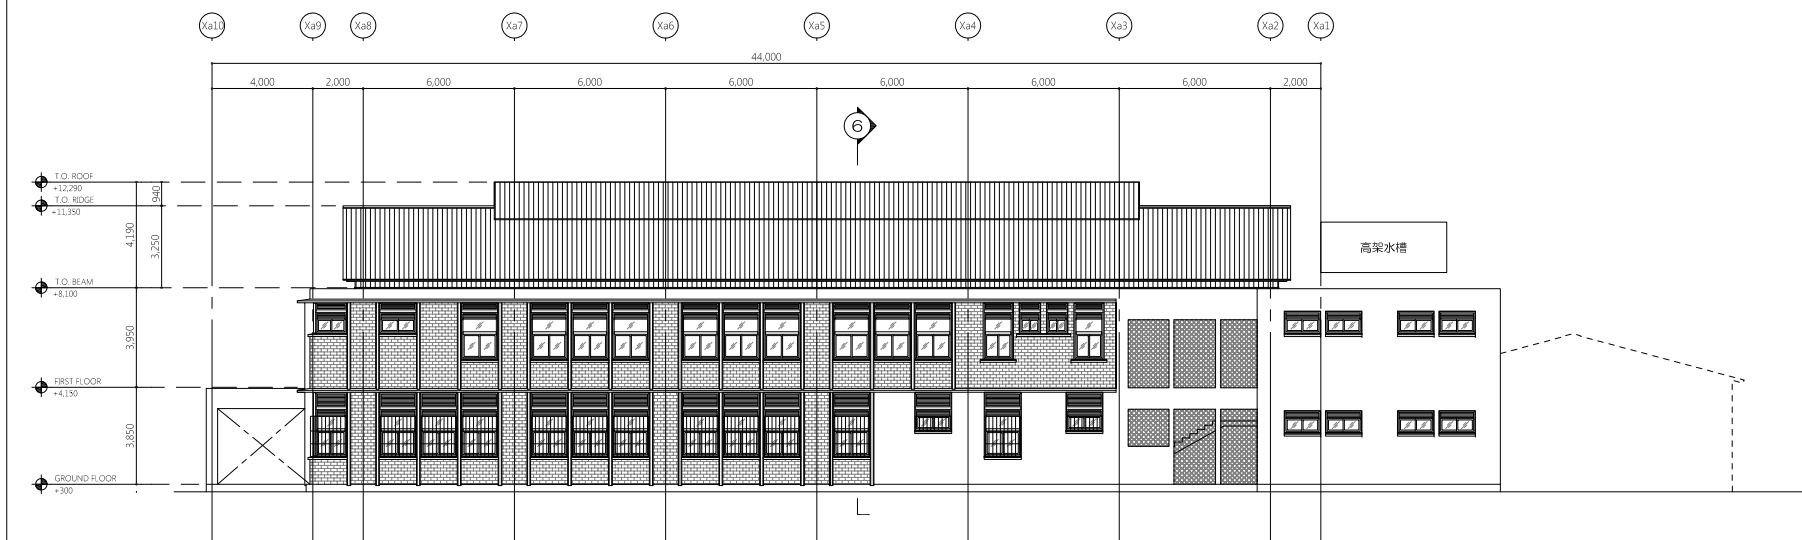 Xa10 Xa9 Xa8 Xa7 Xa6 Xa5 Xa4 Xa3 Xa2 Xa1
44,000
4,000 2,000 6,000 6,000 6,000 6,000 6,000 6,000 2,000
6
T.O. ROOF
+12,290
940
T.O. RIDGE
+11,350
4,190
3,250
高架水槽
T.O. BEAM
+8,100
3,950
FIRST FLOOR
+4,150
3,850
GROUND FLOOR
+300